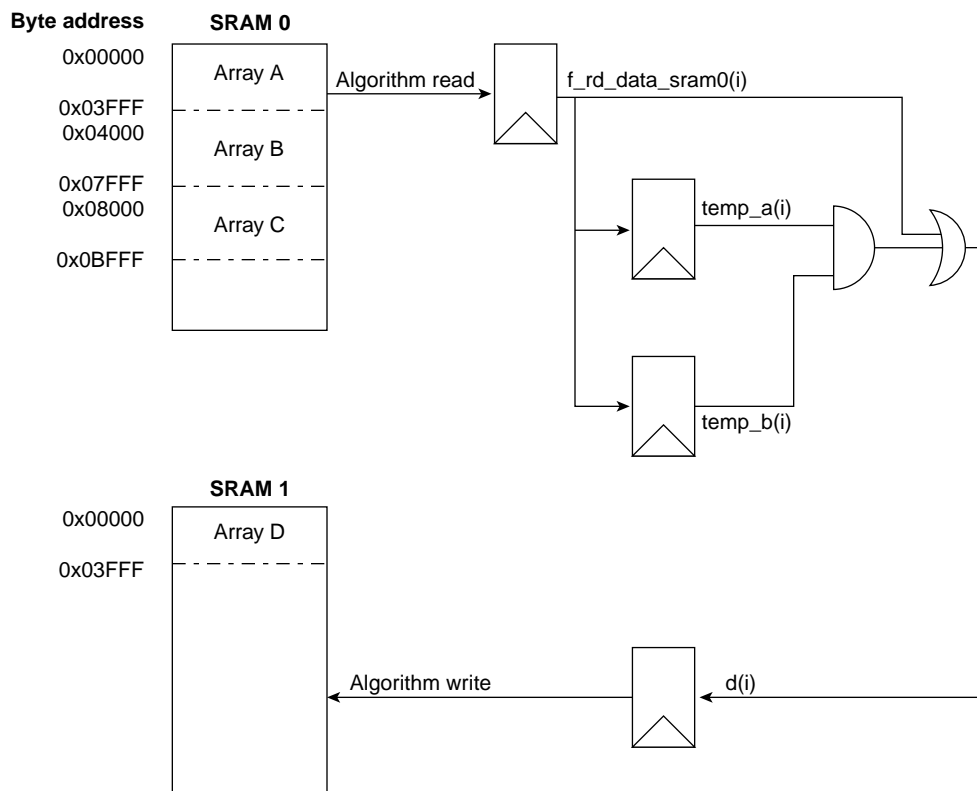 Byte address
SRAM 0
0x00000
Array A
Algorithm read
f_rd_data_sram0(i)
0x03FFF
0x04000
Array B
0x07FFF
0x08000
Array C
0x0BFFF
temp_a(i)
temp_b(i)
SRAM 1
0x00000
Array D
0x03FFF
Algorithm write
d(i)